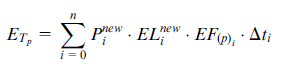 E_{T_p} = \sum_{i=0}^{n} P_i^{new} \cdot EL_i^{new} \cdot EF_{(p)_i} \cdot \Delta t_i